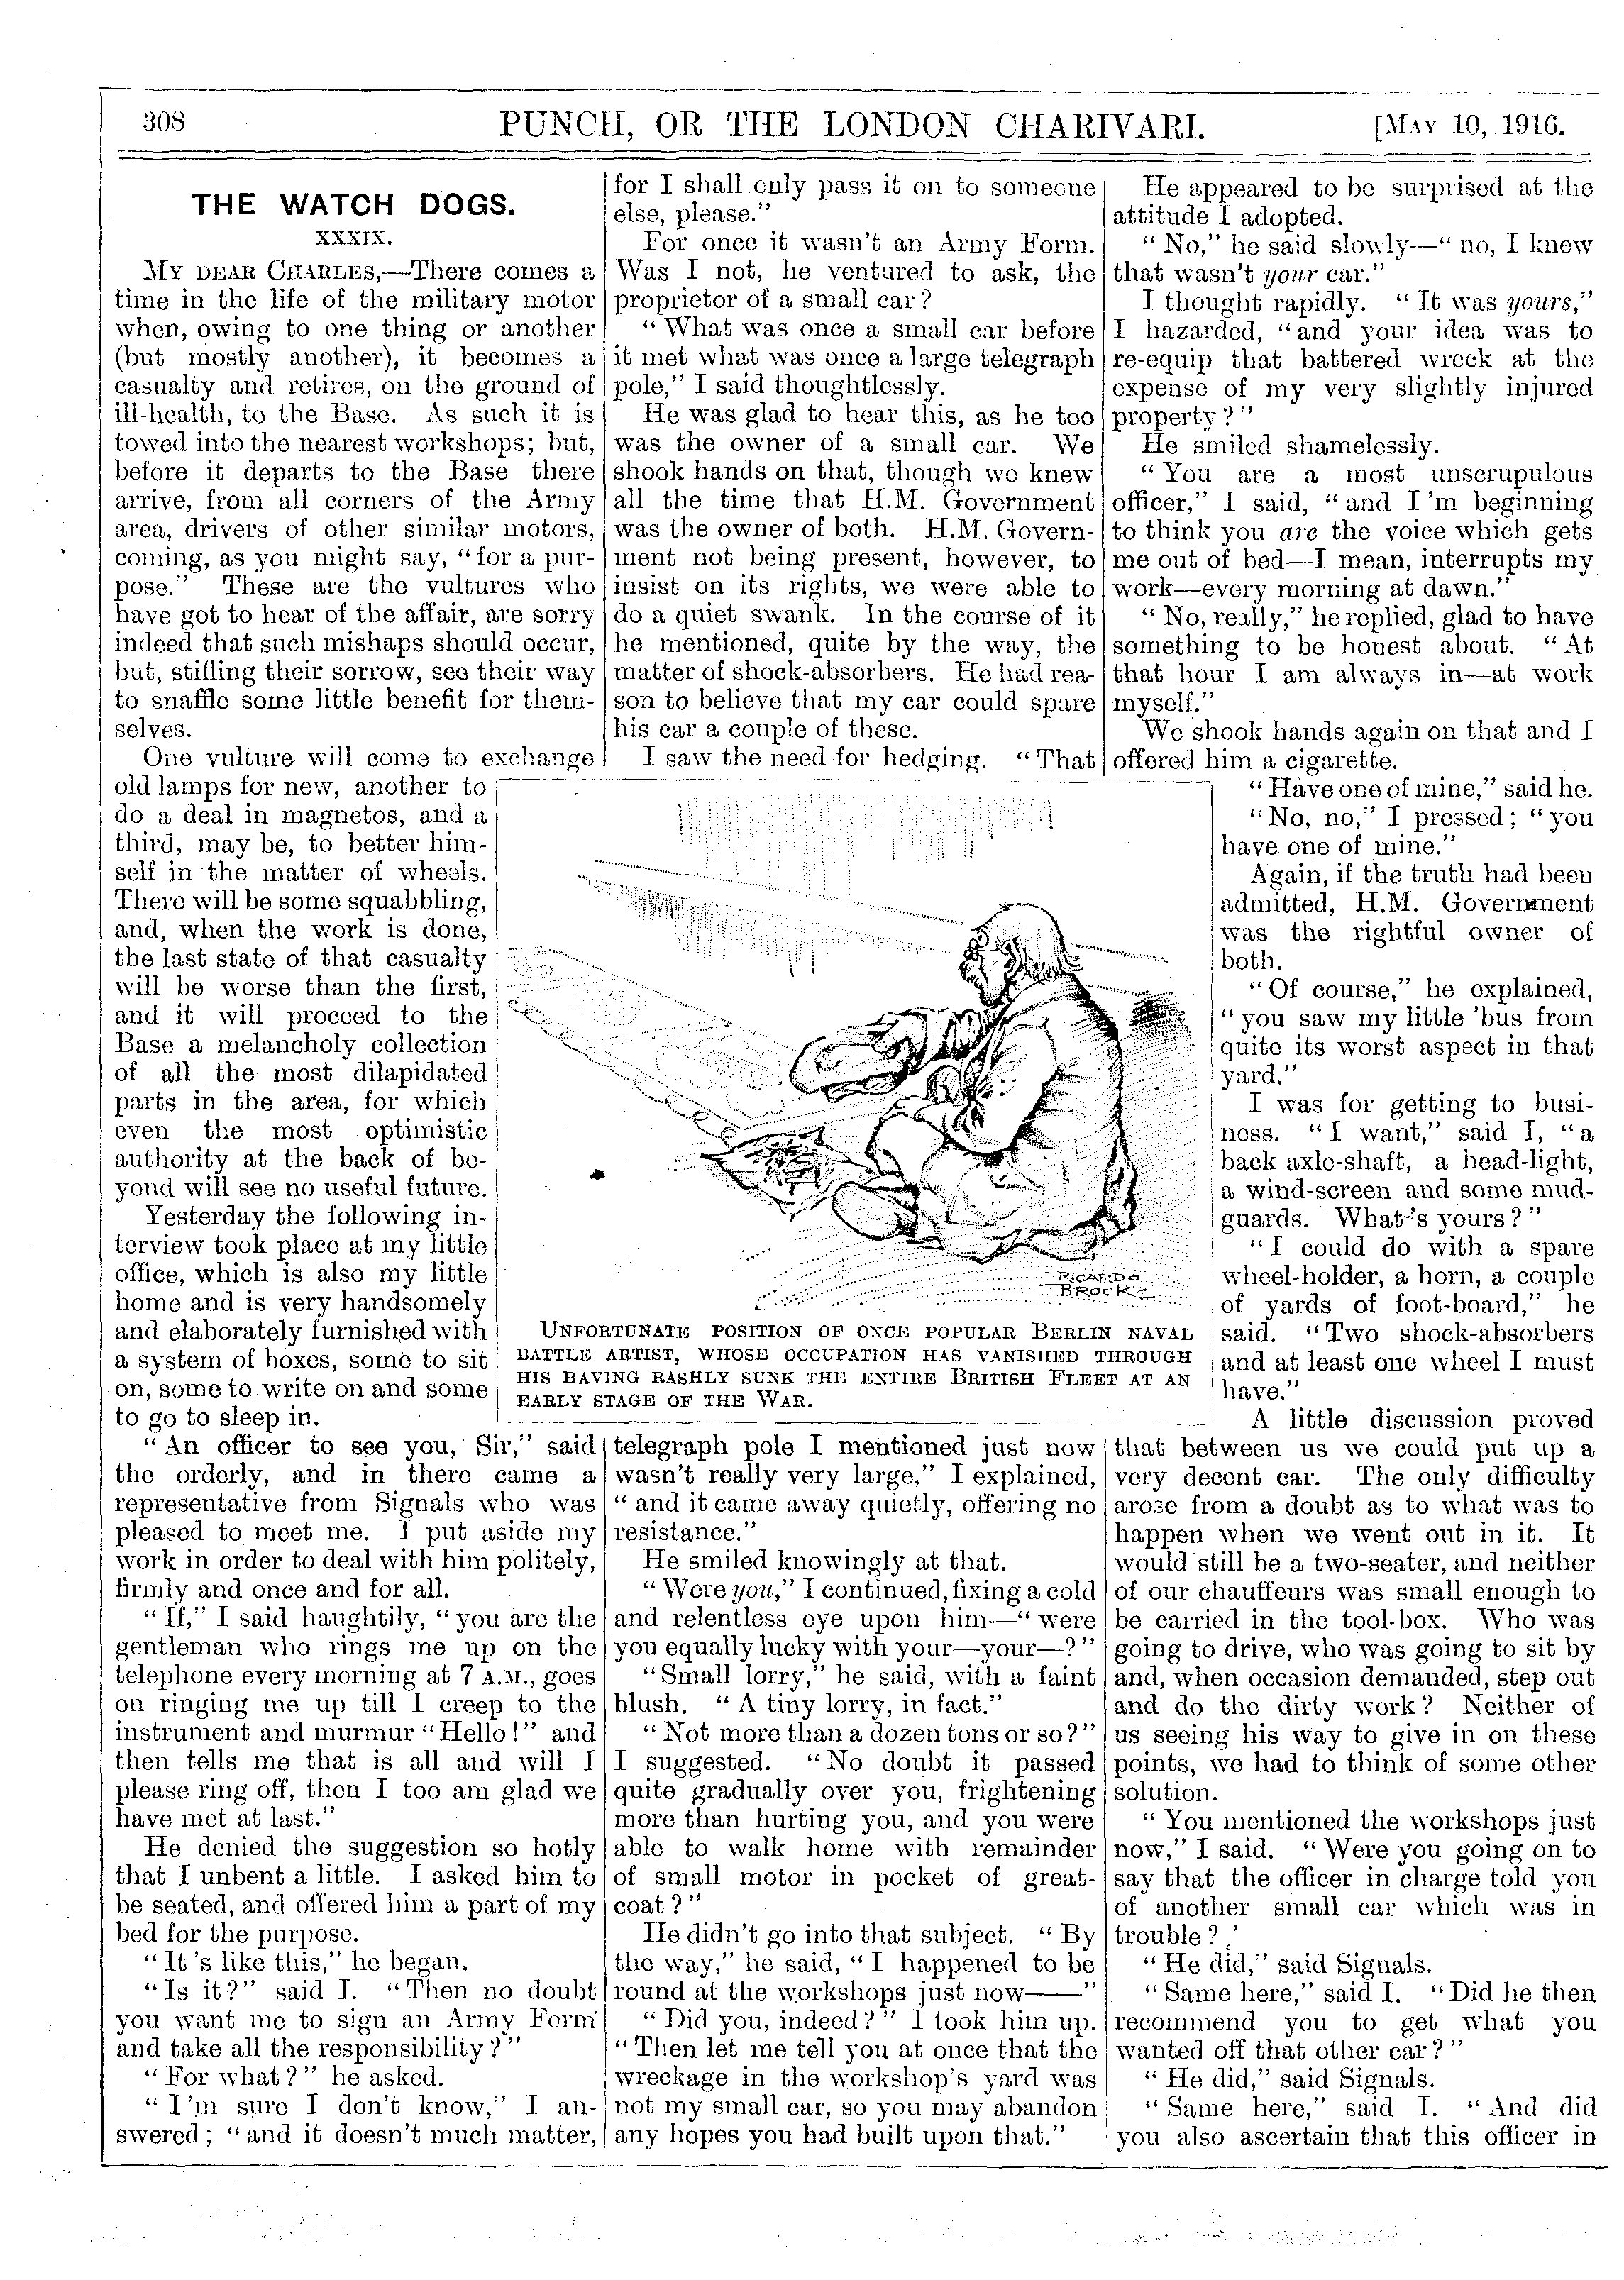 308
PUNCH, OR THE LONDON CHARIVARI.
[MAY 10, 1916.
THE WATCH DOGS.
XXXIX.
MY DEAR CHARLES,—There comes a
time in the life of the military motor
when, owing to one thing or another
(but mostly another), it becomes a
casualty and retires, on the ground of
ill-health, to the Base. As such it is
towed into the nearest workshops; but,
before it departs to the Base there
arrive, from all corners of the Army
area, drivers of other similar motors,
coming, as you might say, "for a pur-
pose." These are the vultures who
have got to hear of the affair, are sorry
indeed that such mishaps should occur,
but, stifling their sorrow, see their way
to snaffle some little benefit for them-
selves.
One vulture will come to exchange
old lamps for new, another to
do a deal in magnetos, and a
third, may be, to better him-
self in the matter of wheels.
There will be some squabbling,
and, when the work is done,
the last state of that casualty
will be worse than the first,
and it will proceed to the
Base a melancholy collection
of all the most dilapidated
parts in the area, for which
even the most optimistic
authority at the back of be-
yond will see no useful future.
Yesterday the following in-
terview took place at my little
office, which is also my little
home and is very handsomely
and elaborately furnished with
a system of boxes, some to sit
on, some to write on and some
to go to sleep in.
"An officer to see you, Sir," said
the orderly, and in there came a
representative from Signals who was
pleased to meet me. I put aside my
work in order to deal with him politely,
firmly and once and for all.
"If," I said haughtily, "you are the
gentleman who rings me up on the
telephone every morning at 7 A.M., goes
on ringing me up till I creep to the
instrument and murmur "Hello!" and
then tells me that is all and will I
please ring off, then I too am glad we
have met at last."
He denied the suggestion so hotly
that I unbent a little. I asked him to
be seated, and offered him a part of my
bed for the purpose.
"It's like this," he began.
"Is it?" said I. "Then no doubt
you want me to sign an Army Form
and take all the responsibility?"
"For what?" he asked.
"I'm sure I don't know," I an-
swered; "and it doesn't much matter,
for I shall only pass it on to someone
else, please."
For once it wasn't an Army Form.
Was I not, he ventured to ask, the
proprietor of a small car?
"What was once a small car before
it met what was once a large telegraph
pole," I said thoughtlessly.
He was glad to hear this, as he too
was the owner of a small car. We
shook hands on that, though we knew
all the time that H.M. Government
was the owner of both. H.M. Govern-
ment not being present, however, to
insist on its rights, we were able to
do a quiet swank. In the course of it
he mentioned, quite by the way, the
matter of shock-absorbers. He had rea-
son to believe that my car could spare
his car a couple of these.
I saw the need for hedging. "That
RICARDO
BROOK
UNFORTUNATE POSITION OF ONCE POPULAR BERLIN NAVAL
BATTLE ARTIST, WHOSE OCCUPATION HAS VANISHED THROUGH
HIS HAVING RASHLY SUNK THE ENTIRE BRITISH FLEET AT AN
EARLY STAGE OF THE WAR.
telegraph pole I mentioned just now
wasn't really very large," I explained,
"and it came away quietly, offering no
resistance."
He smiled knowingly at that.
"Were you," I continued, fixing a cold
and relentless eye upon him—"were
you equally lucky with your—your—?"
"Small lorry," he said, with a faint
blush. "A tiny lorry, in fact."
"Not more than a dozen tons or so?"
I suggested. "No doubt it passed
quite gradually over you, frightening
more than hurting you, and you were
able to walk home with remainder
of small motor in pocket of great-
coat?"
He didn't go into that subject. "By
the way," he said, "I happened to be
round at the workshops just now——"
"Did you, indeed?" I took him up.
"Then let me tell you at once that the
wreckage in the workshop's yard was
not my small car, so you may abandon
any hopes you had built upon that."
He appeared to be surprised at the
attitude I adopted.
"No," he said slowly—"no, I knew
that wasn't your car."
I thought rapidly. "It was yours,"
I hazarded, "and your idea was to
re-equip that battered wreck at the
expense of my very slightly injured
property?"
He smiled shamelessly.
"You are a most unscrupulous
officer," I said, "and I'm beginning
to think you are the voice which gets
me out of bed—I mean, interrupts my
work—every morning at dawn."
"No, really," he replied, glad to have
something to be honest about. "At
that hour I am always in—at work
myself."
We shook hands again on that and I
offered him a cigarette.
"Have one of mine," said he.
"No, no," I pressed; "you
have one of mine."
Again, if the truth had been
admitted, H.M. Government
was the rightful owner of
both.
"Of course," he explained,
"you saw my little 'bus from
quite its worst aspect in that
yard."
I was for getting to busi-
ness. "I want," said I, "a
back axle-shaft, a head-light,
a wind-screen and some mud-
guards. What's yours?"
"I could do with a spare
wheel-holder, a horn, a couple
of yards of foot-board," he
said. "Two shock-absorbers
and at least one wheel I must
have."
A little discussion proved
that between us we could put up a
very decent car. The only difficulty
arose from a doubt as to what was to
happen when we went out in it. It
would still be a two-seater, and neither
of our chauffeurs was small enough to
be carried in the tool-box. Who was
going to drive, who was going to sit by
and, when occasion demanded, step out
and do the dirty work? Neither of
us seeing his way to give in on these
points, we had to think of some other
solution.
"You mentioned the workshops just
now," I said. "Were you going on to
say that the officer in charge told you
of another small car which was in
trouble?'
"He did," said Signals.
"Same here," said I. "Did he then
recommend you to get what you
wanted off that other car?"
"He did," said Signals.
"Same here," said I. "And did
you also ascertain that this officer in